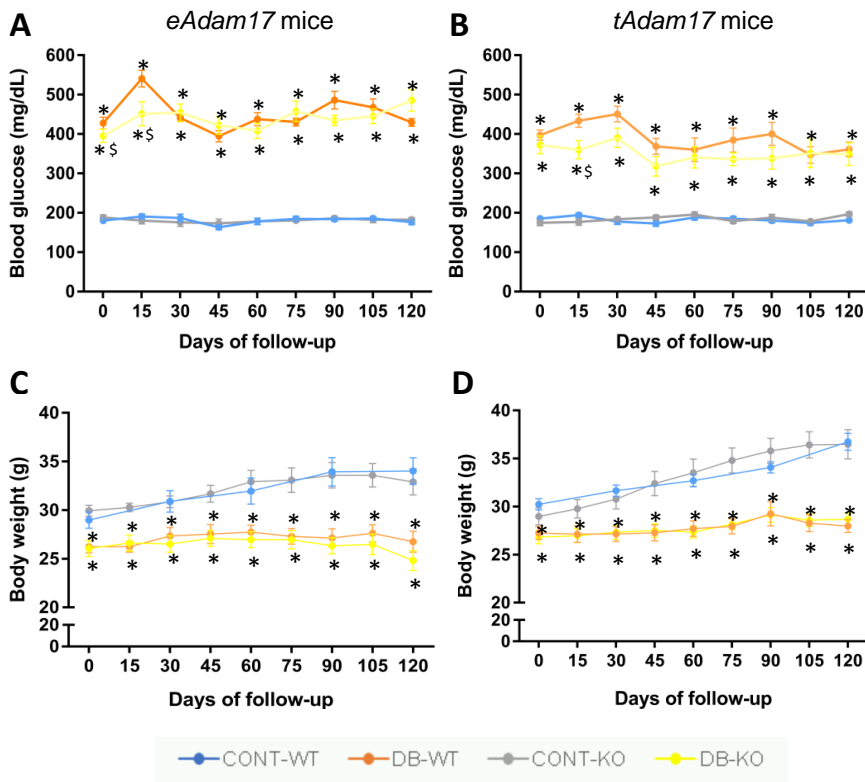 A
eAdam17 mice
B
tAdam17 mice
Blood glucose (mg/dL)
600
500
400
300
200
100
0
* * * * * * * * *
*$ *$ * * * * * * *
0 15 30 45 60 75 90 105 120
Days of follow-up
Blood glucose (mg/dL)
600
500
400
300
200
100
0
* * * * * * * * *
* *$ * * * * * * *
0 15 30 45 60 75 90 105 120
Days of follow-up
C
D
Body weight (g)
40
35
30
25
20
20
0
* * * * * * * * *
* * * * * * * * *
0 15 30 45 60 75 90 105 120
Days of follow-up
Body weight (g)
40
35
30
25
20
20
0
* * * * * * * * *
* * * * * * * * *
0 15 30 45 60 75 90 105 120
Days of follow-up
CONT-WT DB-WT CONT-KO DB-KO